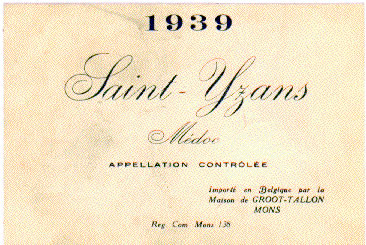 1939
Saint-Yzans
Médoc
APPELLATION CONTRÔLÉE
Importé en Belgique par la
Maison de GROOT-TALLON
MONS
Reg. Com. Mons 158